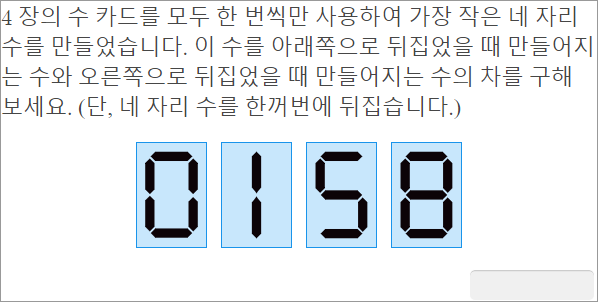 4 장의 수 카드를 모두 한 번씩만 사용하여 가장 작은 네 자리
수를 만들었습니다. 이 수를 아래쪽으로 뒤집었을 때 만들어지
는 수와 오른쪽으로 뒤집었을 때 만들어지는 수의 차를 구해
보세요. (단, 네 자리 수를 한꺼번에 뒤집습니다.)
0 1 5 8